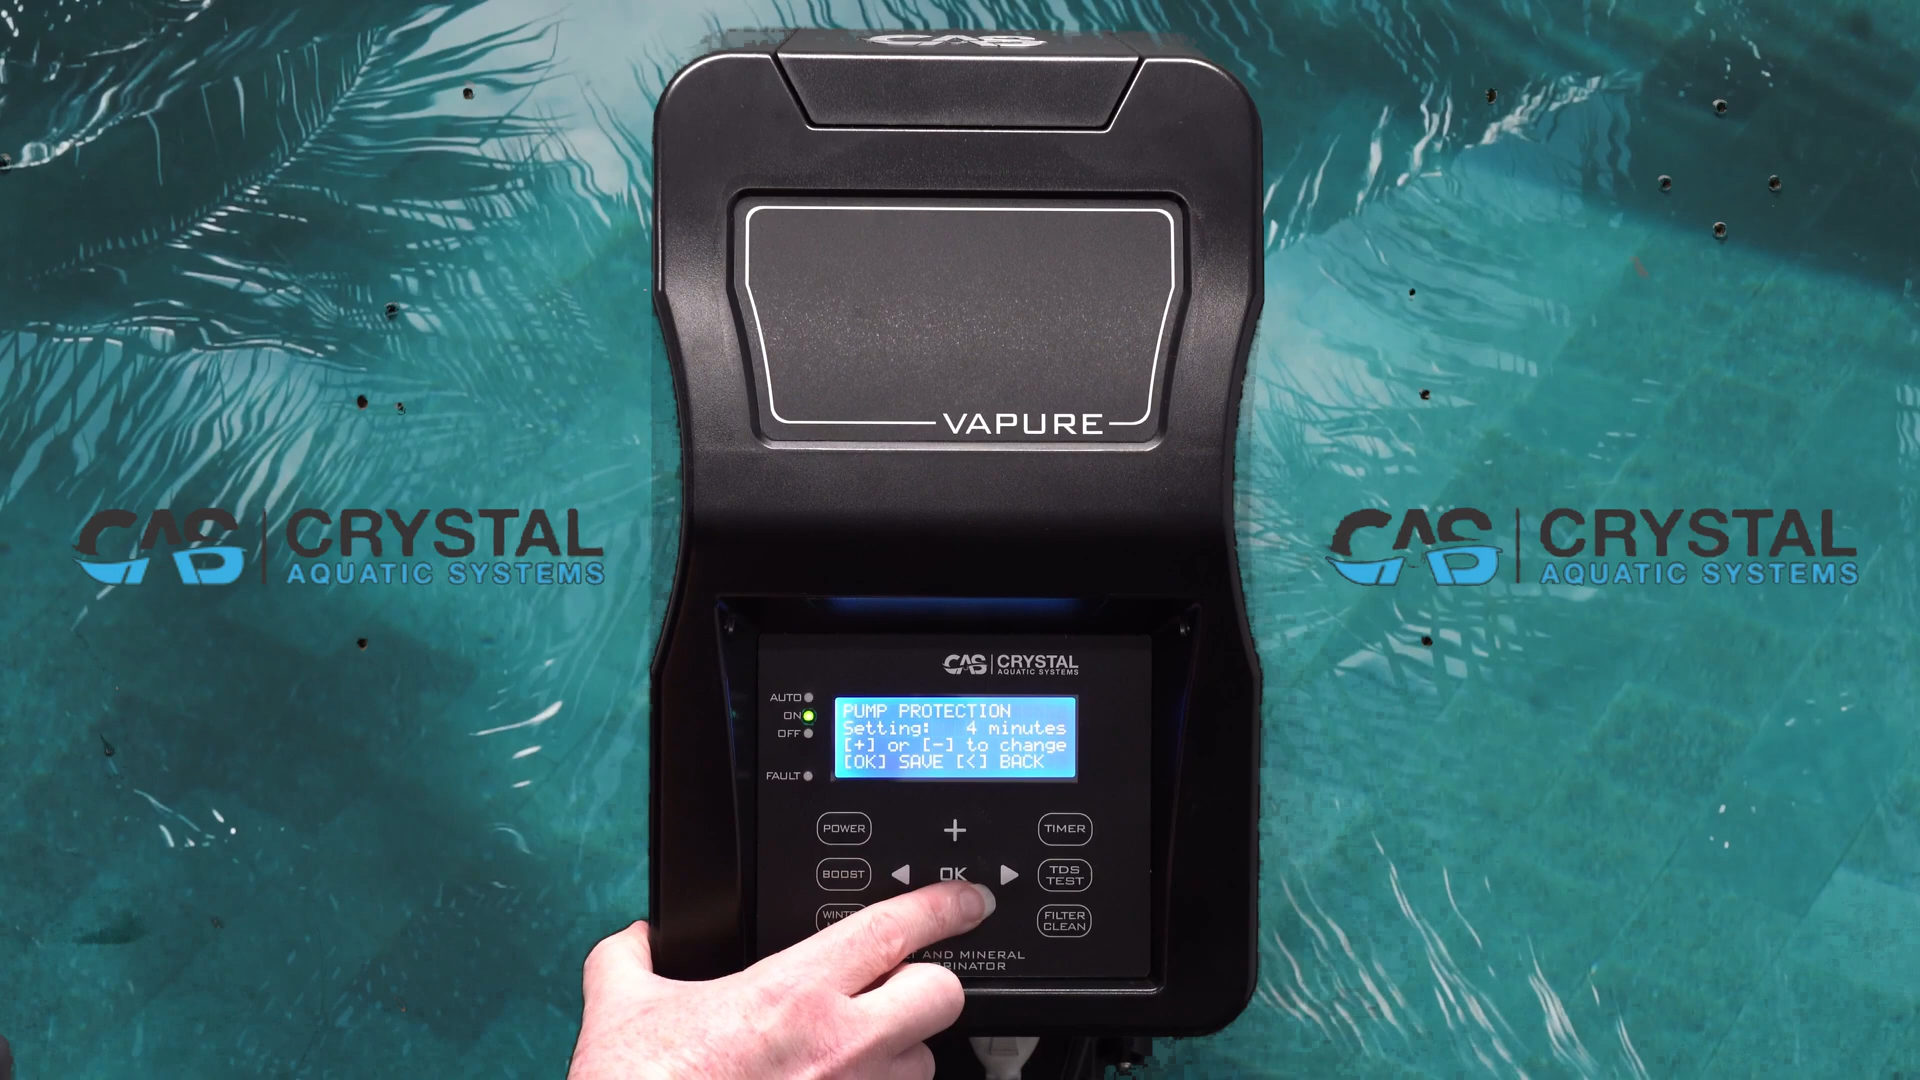 CAS
VAPURE
CAS | CRYSTAL
AQUATIC SYSTEMS
CAS | CRYSTAL
AQUATIC SYSTEMS
CAS | CRYSTAL
AQUATIC SYSTEMS
AUTO
ON
OFF
FAULT
PUMP PROTECTION
Setting: 4 minutes
[+] or [-] to change
[OK] SAVE [<] BACK
POWER
+
TIMER
BOOST
OK
TDS
TEST
FILTER
CLEAN
AND MINERAL